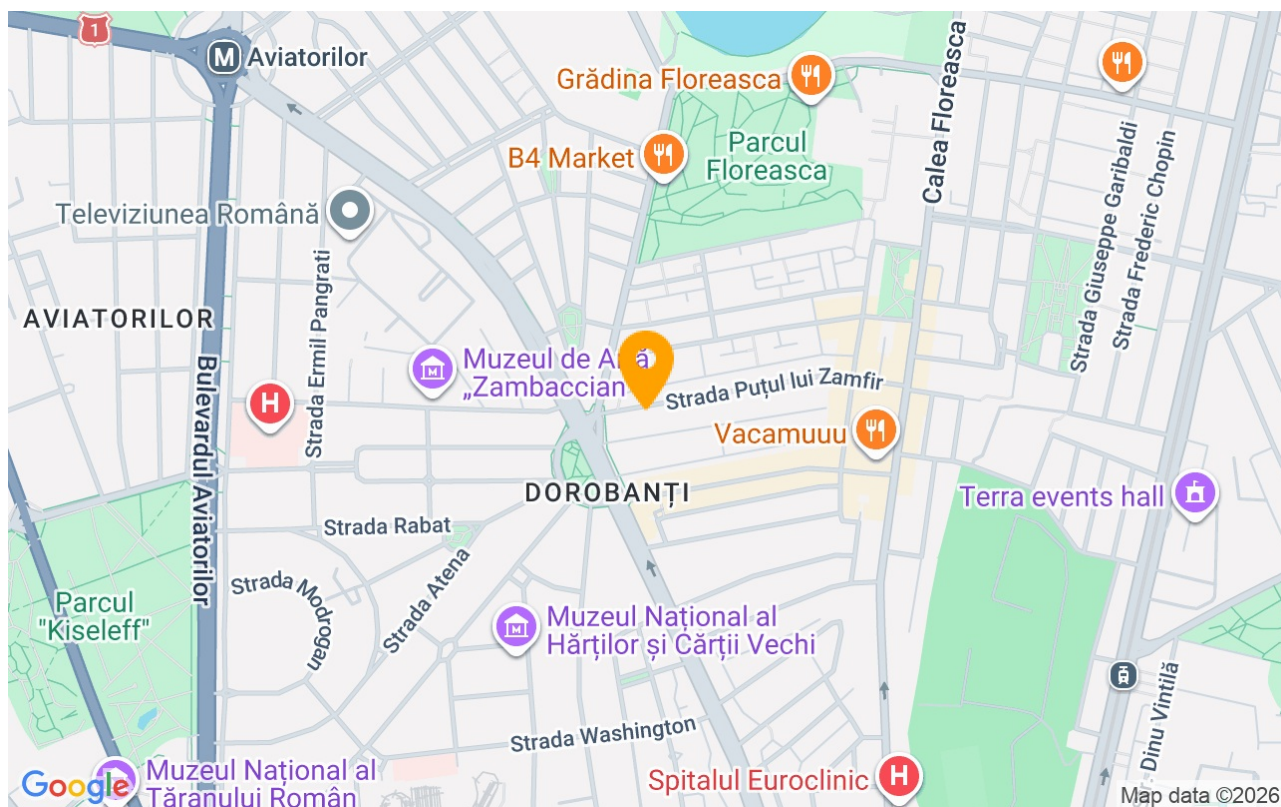 1
M Aviatorilor
Grădina Floreasca
Calea Floreasca
B4 Market
Parcul
Floreasca
Strada Giuseppe Garibaldi
Strada Frederic Chopin
Televiziunea Română
Strada Ermil Pangrati
AVIATORILOR
Bulevardul Aviatorilor
Muzeul de
„Zambaccian
H
Strada Puțul lui Zamfir
Vacamuuu
DOROBANȚI
Terra events hall
Strada Rabat
Strada Atena
Strada Modrogan
Parcul
"Kiseleff"
Muzeul Național al
Hărților și Cărții Vechi
Dinu Vintilă
Strada Washington
Spitalul Euroclinic H
Google
Muzeul Național al
Țăranului Român
Map data ©2026